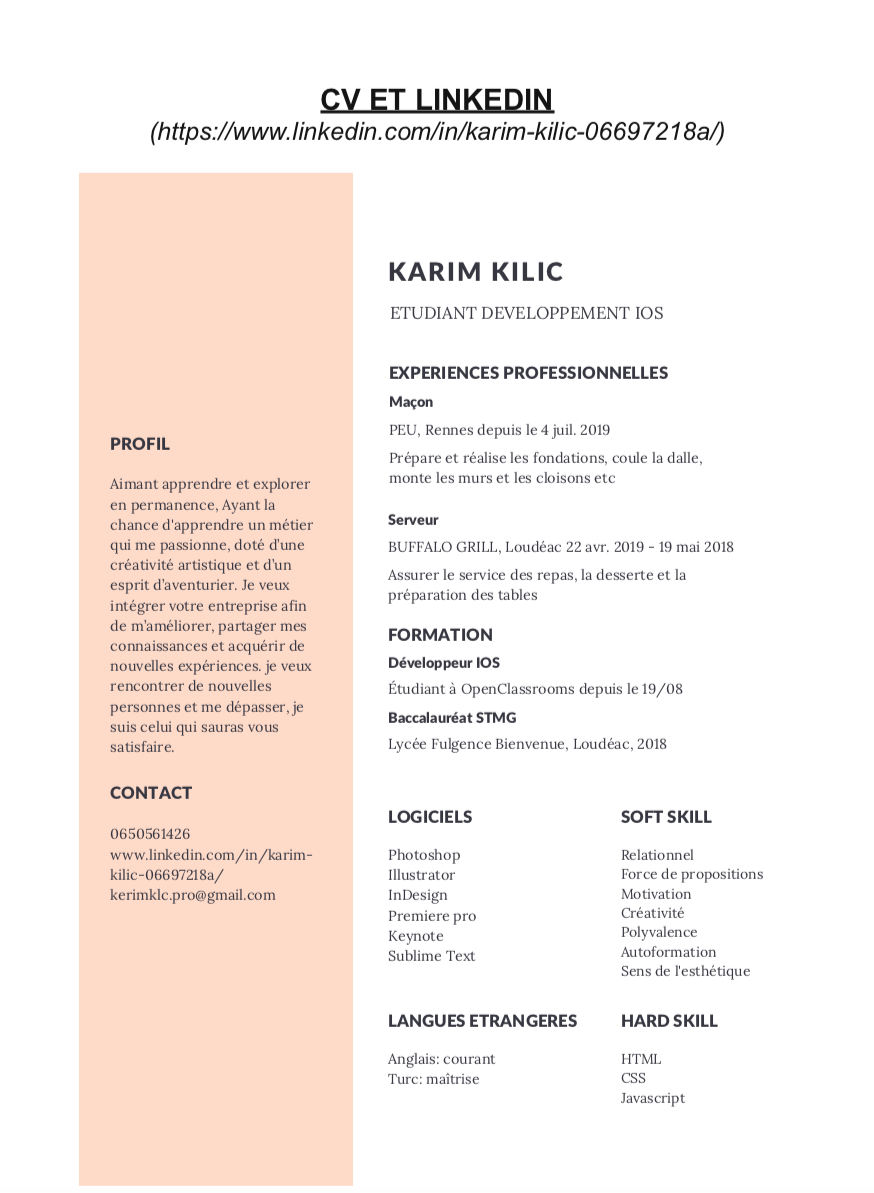 CV ET LINKEDIN
(https://www.linkedin.com/in/karim-kilic-06697218a/)
KARIM KILIC
ETUDIANT DEVELOPPEMENT IOS
EXPERIENCES PROFESSIONNELLES
Maçon
PEU, Rennes depuis le 4 juil. 2019
Prépare et réalise les fondations, coule la dalle,
monte les murs et les cloisons etc
Serveur
BUFFALO GRILL, Loudéac 22 avr. 2019 - 19 mai 2018
Assurer le service des repas, la desserte et la
préparation des tables
FORMATION
Développeur IOS
Étudiant à OpenClassrooms depuis le 19/08
Baccalauréat STMG
Lycée Fulgence Bienvenue, Loudéac, 2018
PROFIL
Aimant apprendre et explorer
en permanence, Ayant la
chance d'apprendre un métier
qui me passionne, doté d’une
créativité artistique et d’un
esprit d’aventurier. Je veux
intégrer votre entreprise afin
de m’améliorer, partager mes
connaissances et acquérir de
nouvelles expériences. je veux
rencontrer de nouvelles
personnes et me dépasser, je
suis celui qui sauras vous
satisfaire.
CONTACT
0650561426
www.linkedin.com/in/karim-
kilic-06697218a/
kerimklc.pro@gmail.com
LOGICIELS
Photoshop
Illustrator
InDesign
Premiere pro
Keynote
Sublime Text
SOFT SKILL
Relationnel
Force de propositions
Motivation
Créativité
Polyvalence
Autoformation
Sens de l'esthétique
LANGUES ETRANGERES
Anglais: courant
Turc: maîtrise
HARD SKILL
HTML
CSS
Javascript